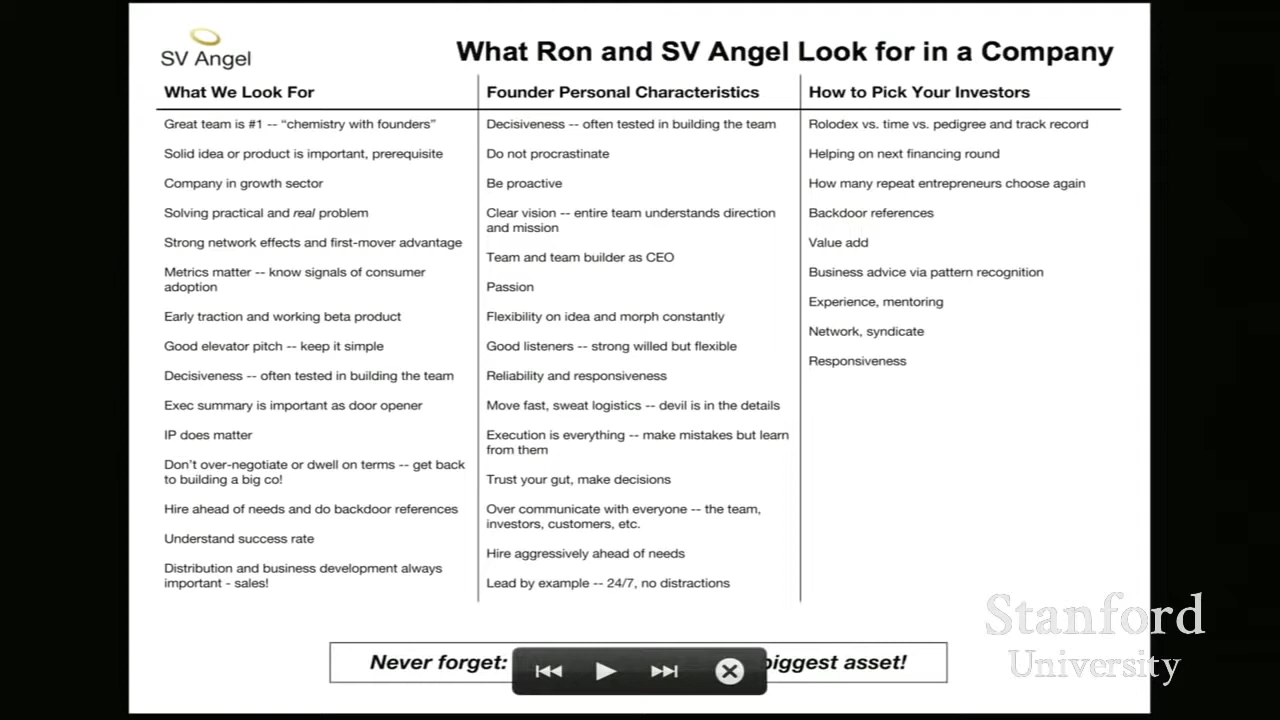 SV Angel
What Ron and SV Angel Look for in a Company
What We Look For
Great team is #1 -- “chemistry with founders”
Solid idea or product is important, prerequisite
Company in growth sector
Solving practical and real problem
Strong network effects and first-mover advantage
Metrics matter -- know signals of consumer
adoption
Early traction and working beta product
Good elevator pitch -- keep it simple
Decisiveness -- often tested in building the team
Exec summary is important as door opener
IP does matter
Don’t over-negotiate or dwell on terms -- get back
to building a big co!
Hire ahead of needs and do backdoor references
Understand success rate
Distribution and business development always
important - sales!
Founder Personal Characteristics
Decisiveness -- often tested in building the team
Do not procrastinate
Be proactive
Clear vision -- entire team understands direction
and mission
Team and team builder as CEO
Passion
Flexibility on idea and morph constantly
Good listeners -- strong willed but flexible
Reliability and responsiveness
Move fast, sweat logistics -- devil is in the details
Execution is everything -- make mistakes but learn
from them
Trust your gut, make decisions
Over communicate with everyone -- the team,
investors, customers, etc.
Hire aggressively ahead of needs
Lead by example -- 24/7, no distractions
How to Pick Your Investors
Rolodex vs. time vs. pedigree and track record
Helping on next financing round
How many repeat entrepreneurs choose again
Backdoor references
Value add
Business advice via pattern recognition
Experience, mentoring
Network, syndicate
Responsiveness
Never forget: biggest asset!
Stanford
University